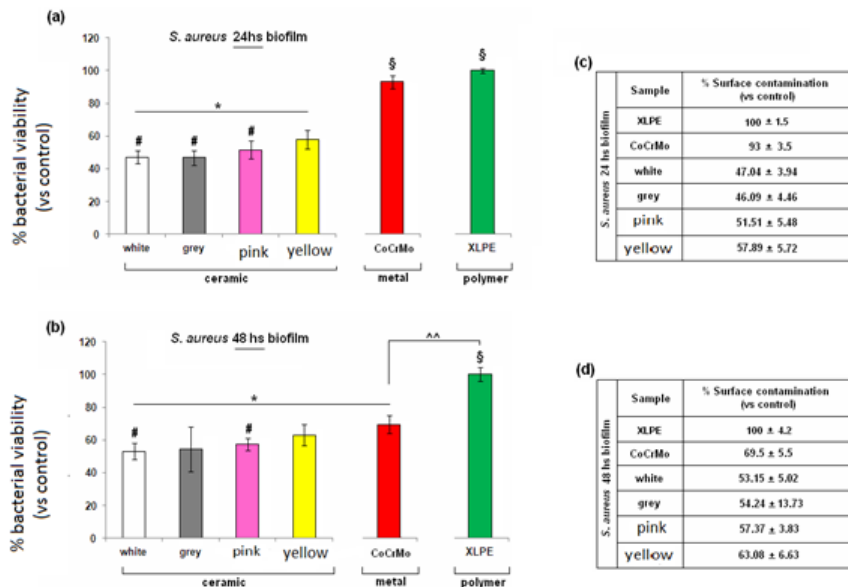 (a)
S. aureus 24hs biofilm
% bacterial viability
(vs control)
120
100
80
60
40
20
0
*
# # # § §
white grey pink yellow CoCrMo XLPE
ceramic metal polymer
(c)
S. aureus 24 hs biofilm
Sample % Surface contamination
(vs control)
XLPE 100 ± 1.5
CoCrMo 93 ± 3.5
white 47.04 ± 3.94
grey 46.09 ± 4.46
pink 51.51 ± 5.48
yellow 57.89 ± 5.72
(b)
S. aureus 48 hs biofilm
% bacterial viability
(vs control)
120
100
80
60
40
20
0
^^
*
# # §
white grey pink yellow CoCrMo XLPE
ceramic metal polymer
(d)
S. aureus 48 hs biofilm
Sample % Surface contamination
(vs control)
XLPE 100 ± 4.2
CoCrMo 69.5 ± 5.5
white 53.15 ± 5.02
grey 54.24 ± 13.73
pink 57.37 ± 3.83
yellow 63.08 ± 6.63